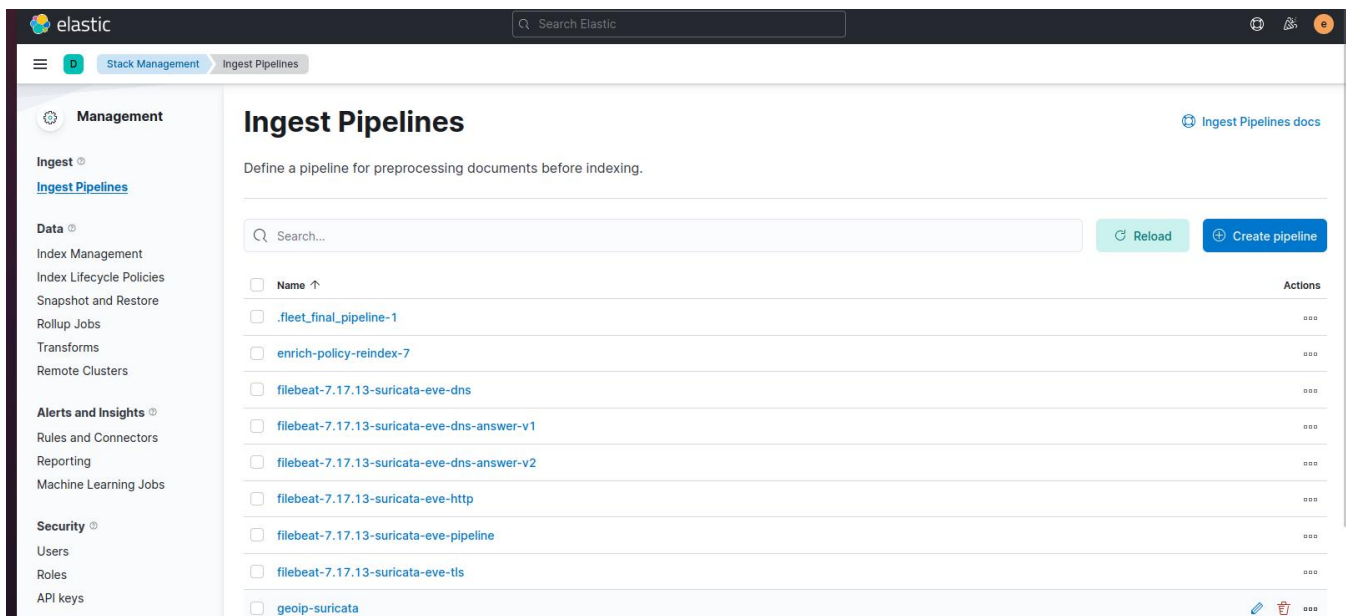 elastic
Search Elastic
e
D
Stack Management
Ingest Pipelines
Management
Ingest
Ingest Pipelines
Data
Index Management
Index Lifecycle Policies
Snapshot and Restore
Rollup Jobs
Transforms
Remote Clusters
Alerts and Insights
Rules and Connectors
Reporting
Machine Learning Jobs
Security
Users
Roles
API keys
Ingest Pipelines
Ingest Pipelines docs
Define a pipeline for preprocessing documents before indexing.
Search...
Reload
Create pipeline
Name
Actions
.fleet_final_pipeline-1
enrich-policy-reindex-7
filebeat-7.17.13-suricata-eve-dns
filebeat-7.17.13-suricata-eve-dns-answer-v1
filebeat-7.17.13-suricata-eve-dns-answer-v2
filebeat-7.17.13-suricata-eve-http
filebeat-7.17.13-suricata-eve-pipeline
filebeat-7.17.13-suricata-eve-tls
geoip-suricata